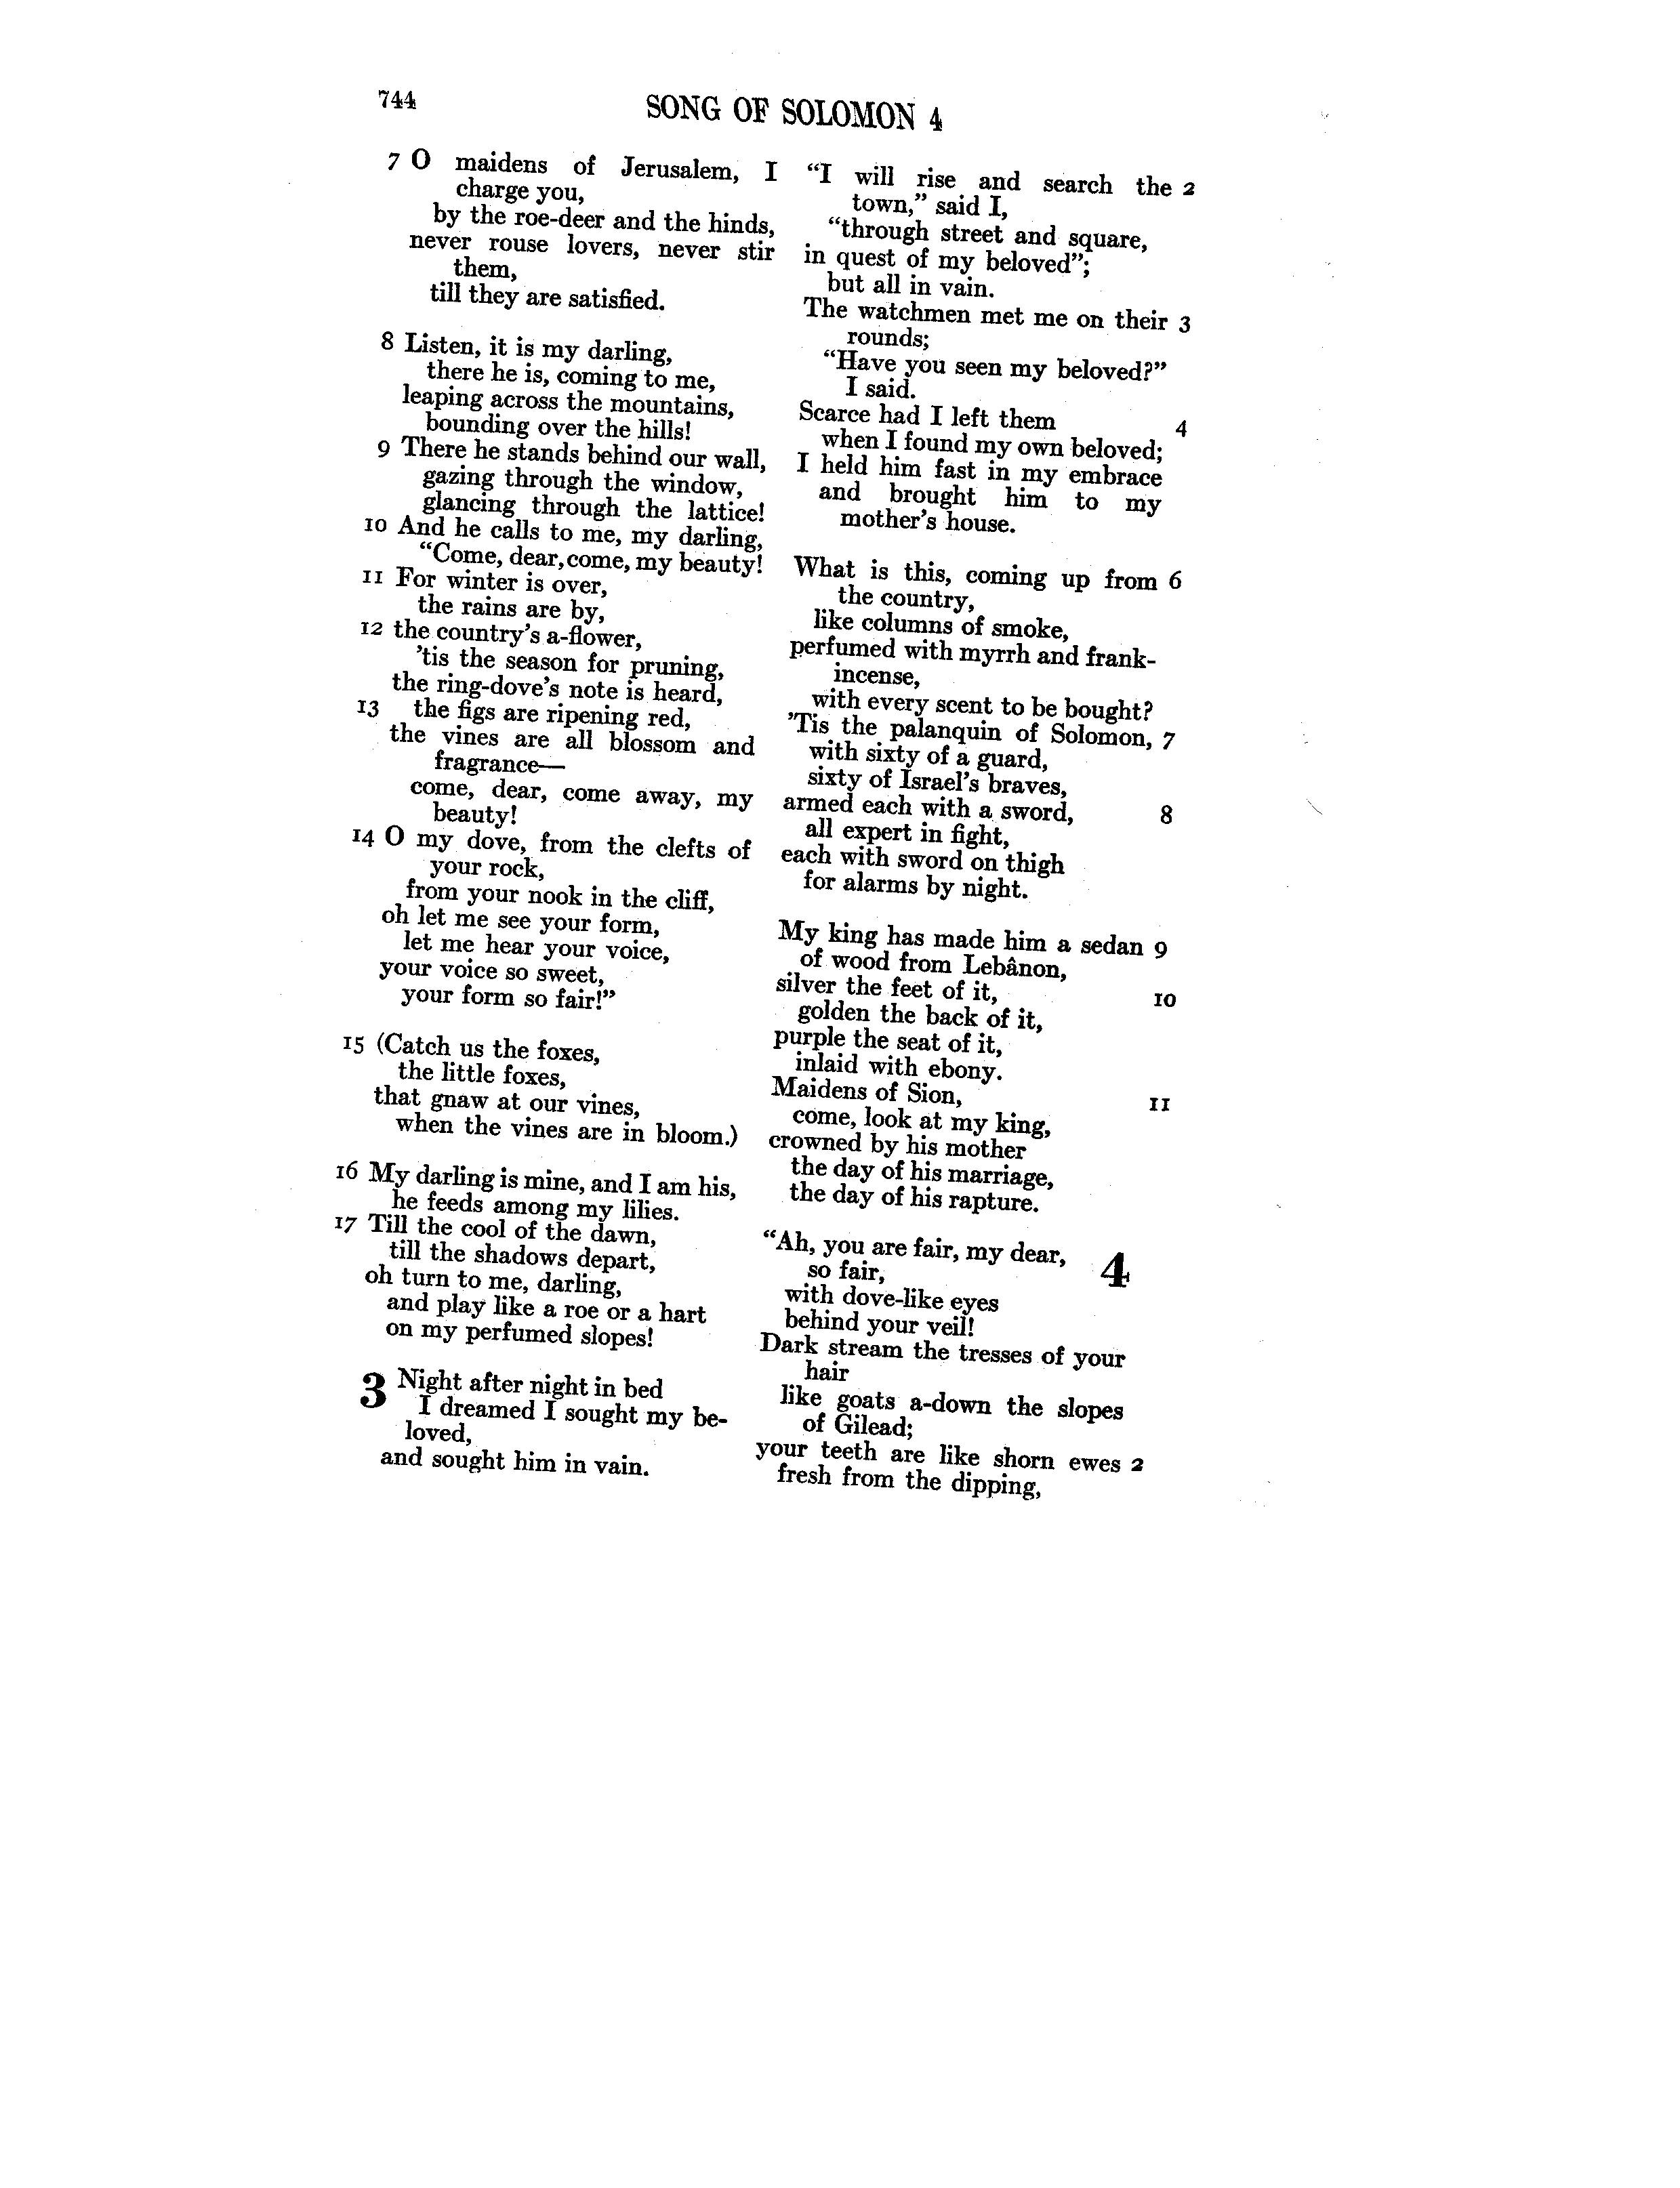 744
SONG OF SOLOMON 4
7 O maidens of Jerusalem, I
charge you,
by the roe-deer and the hinds,
never rouse lovers, never stir
them,
till they are satisfied.
8 Listen, it is my darling,
there he is, coming to me,
leaping across the mountains,
bounding over the hills!
9 There he stands behind our wall,
gazing through the window,
glancing through the lattice!
10 And he calls to me, my darling,
“Come, dear, come, my beauty!
11 For winter is over,
the rains are by,
12 the country’s a-flower,
’tis the season for pruning,
the ring-dove’s note is heard,
13 the figs are ripening red,
the vines are all blossom and
fragrance—
come, dear, come away, my
beauty!
14 O my dove, from the clefts of
your rock,
from your nook in the cliff,
oh let me see your form,
let me hear your voice,
your voice so sweet,
your form so fair!”
15 (Catch us the foxes,
the little foxes,
that gnaw at our vines,
when the vines are in bloom.)
16 My darling is mine, and I am his,
he feeds among my lilies.
17 Till the cool of the dawn,
till the shadows depart,
oh turn to me, darling,
and play like a roe or a hart
on my perfumed slopes!
3 Night after night in bed
I dreamed I sought my be-
loved,
and sought him in vain.
“I will rise and search the 2
town,” said I,
“through street and square,
in quest of my beloved”;
but all in vain.
The watchmen met me on their 3
rounds;
“Have you seen my beloved?”
I said.
Scarce had I left them 4
when I found my own beloved;
I held him fast in my embrace
and brought him to my
mother’s house.
What is this, coming up from 6
the country,
like columns of smoke,
perfumed with myrrh and frank-
incense,
with every scent to be bought?
’Tis the palanquin of Solomon, 7
with sixty of a guard,
sixty of Israel’s braves,
armed each with a sword, 8
all expert in fight,
each with sword on thigh
for alarms by night.
My king has made him a sedan 9
of wood from Lebânon,
silver the feet of it, 10
golden the back of it,
purple the seat of it,
inlaid with ebony.
Maidens of Sion, 11
come, look at my king,
crowned by his mother
the day of his marriage,
the day of his rapture.
“Ah, you are fair, my dear, 4
so fair,
with dove-like eyes
behind your veil!
Dark stream the tresses of your
hair
like goats a-down the slopes
of Gilead;
your teeth are like shorn ewes 2
fresh from the dipping,